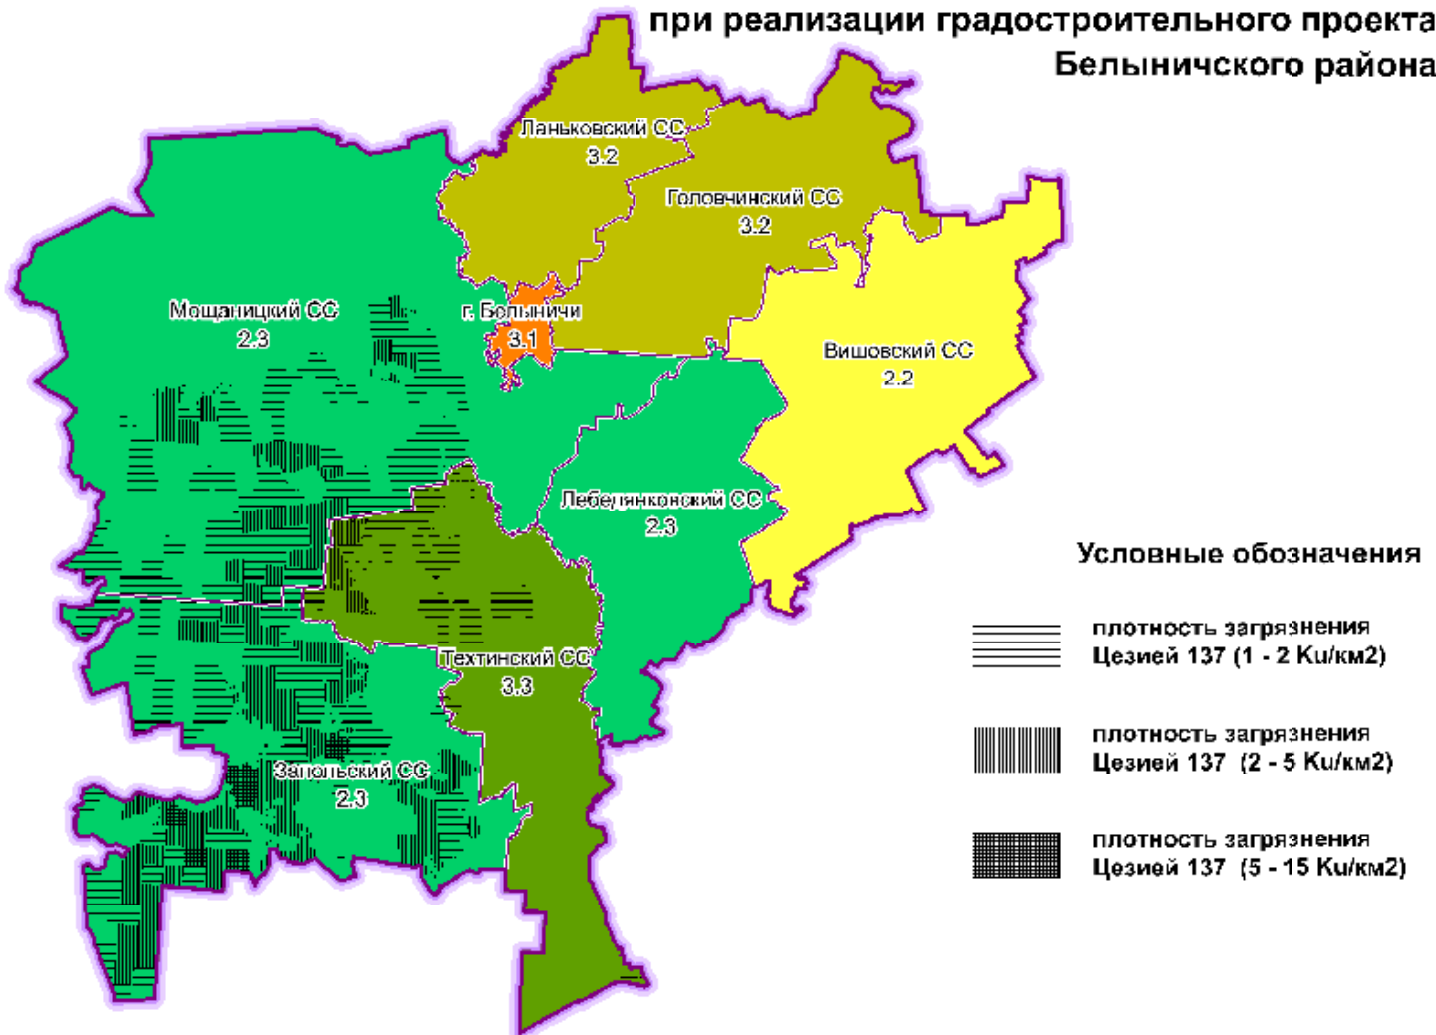 при реализации градостроительного проекта
Белыничского района
Ланьковский СС
3.2
Головчинский СС
3.2
Мощаницкий СС
2.3
г. Белыничи
3.1
Вишовский СС
2.2
Лебедянковский СС
2.3
Техтинский СС
3.3
Запольский СС
2.3
Условные обозначения
плотность загрязнения
Цезией 137 (1 - 2 Ku/км2)
плотность загрязнения
Цезией 137 (2 - 5 Ku/км2)
плотность загрязнения
Цезией 137 (5 - 15 Ku/км2)